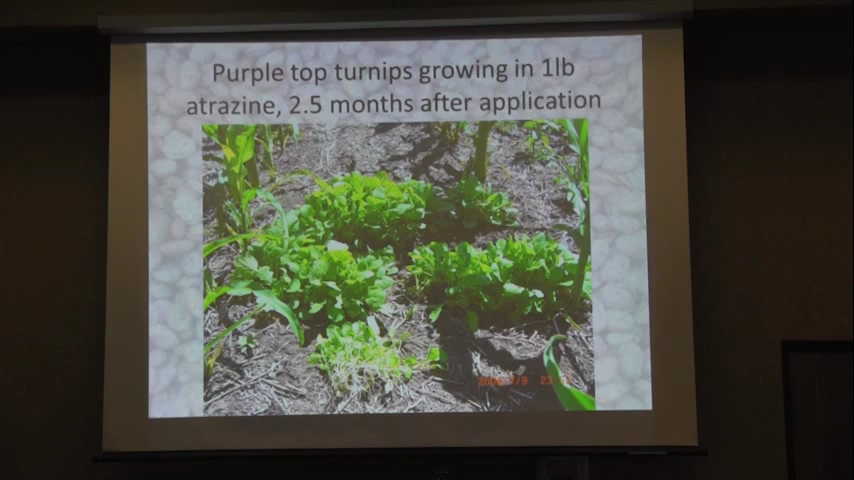 Purple top turnips growing in 1lb
atrazine, 2.5 months after application